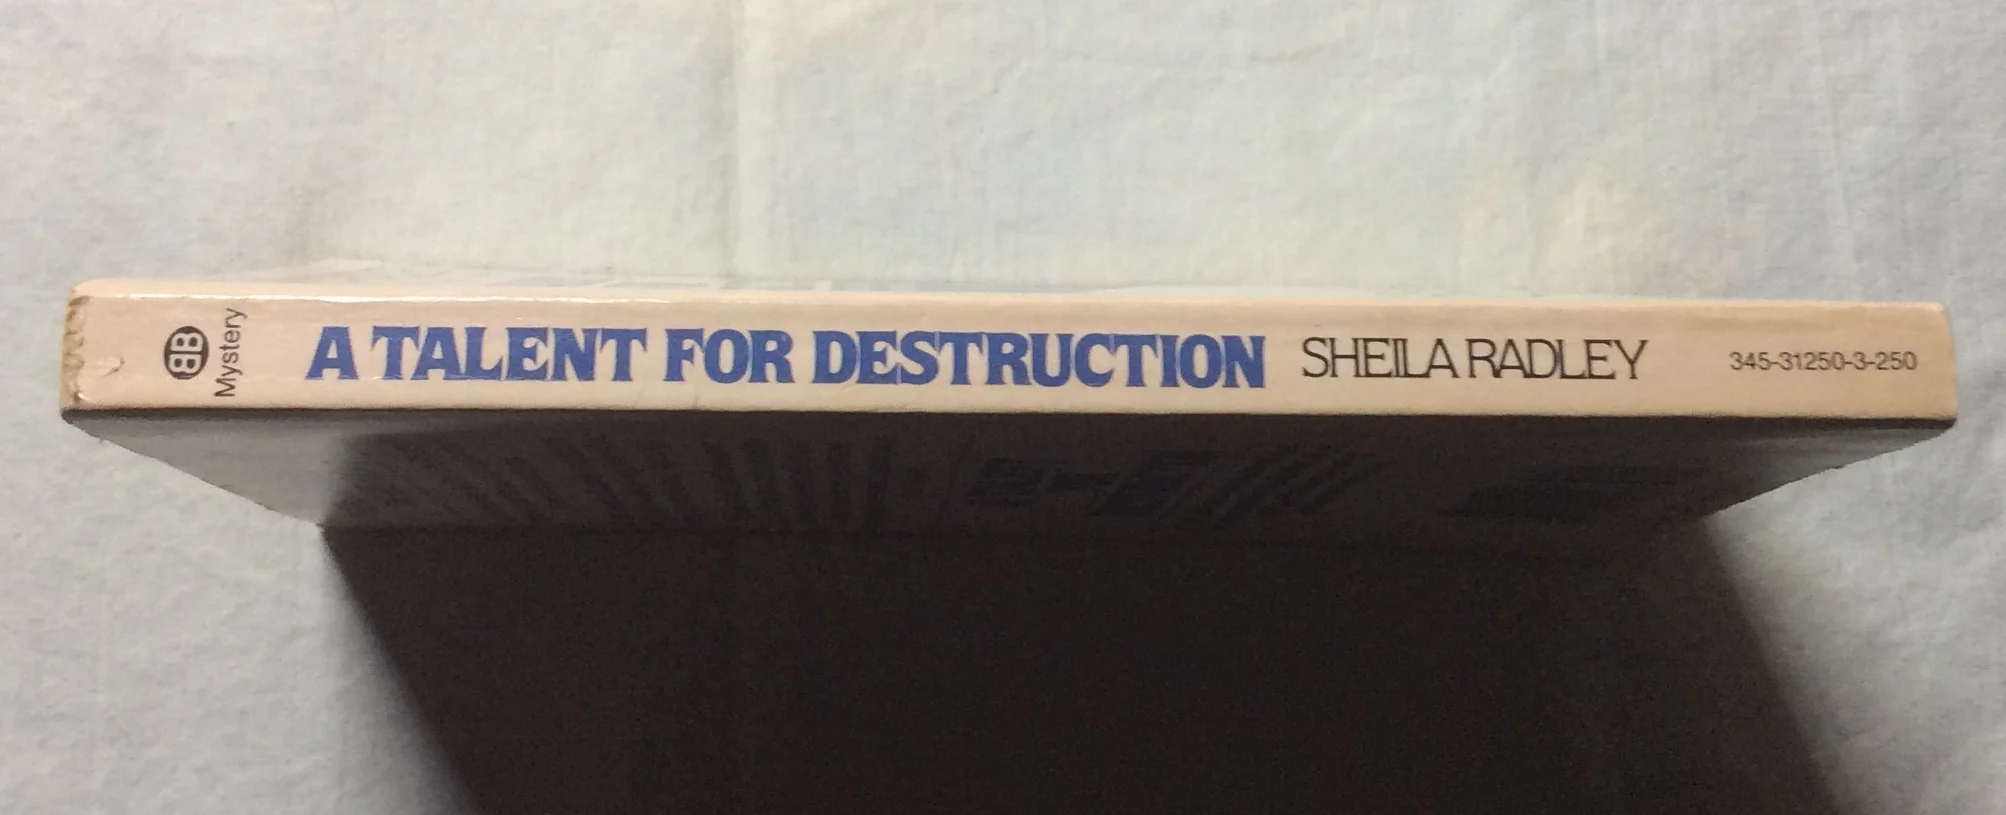 BB
Mystery
A TALENT FOR DESTRUCTION
SHEILA RADLEY
345-31250-3-250